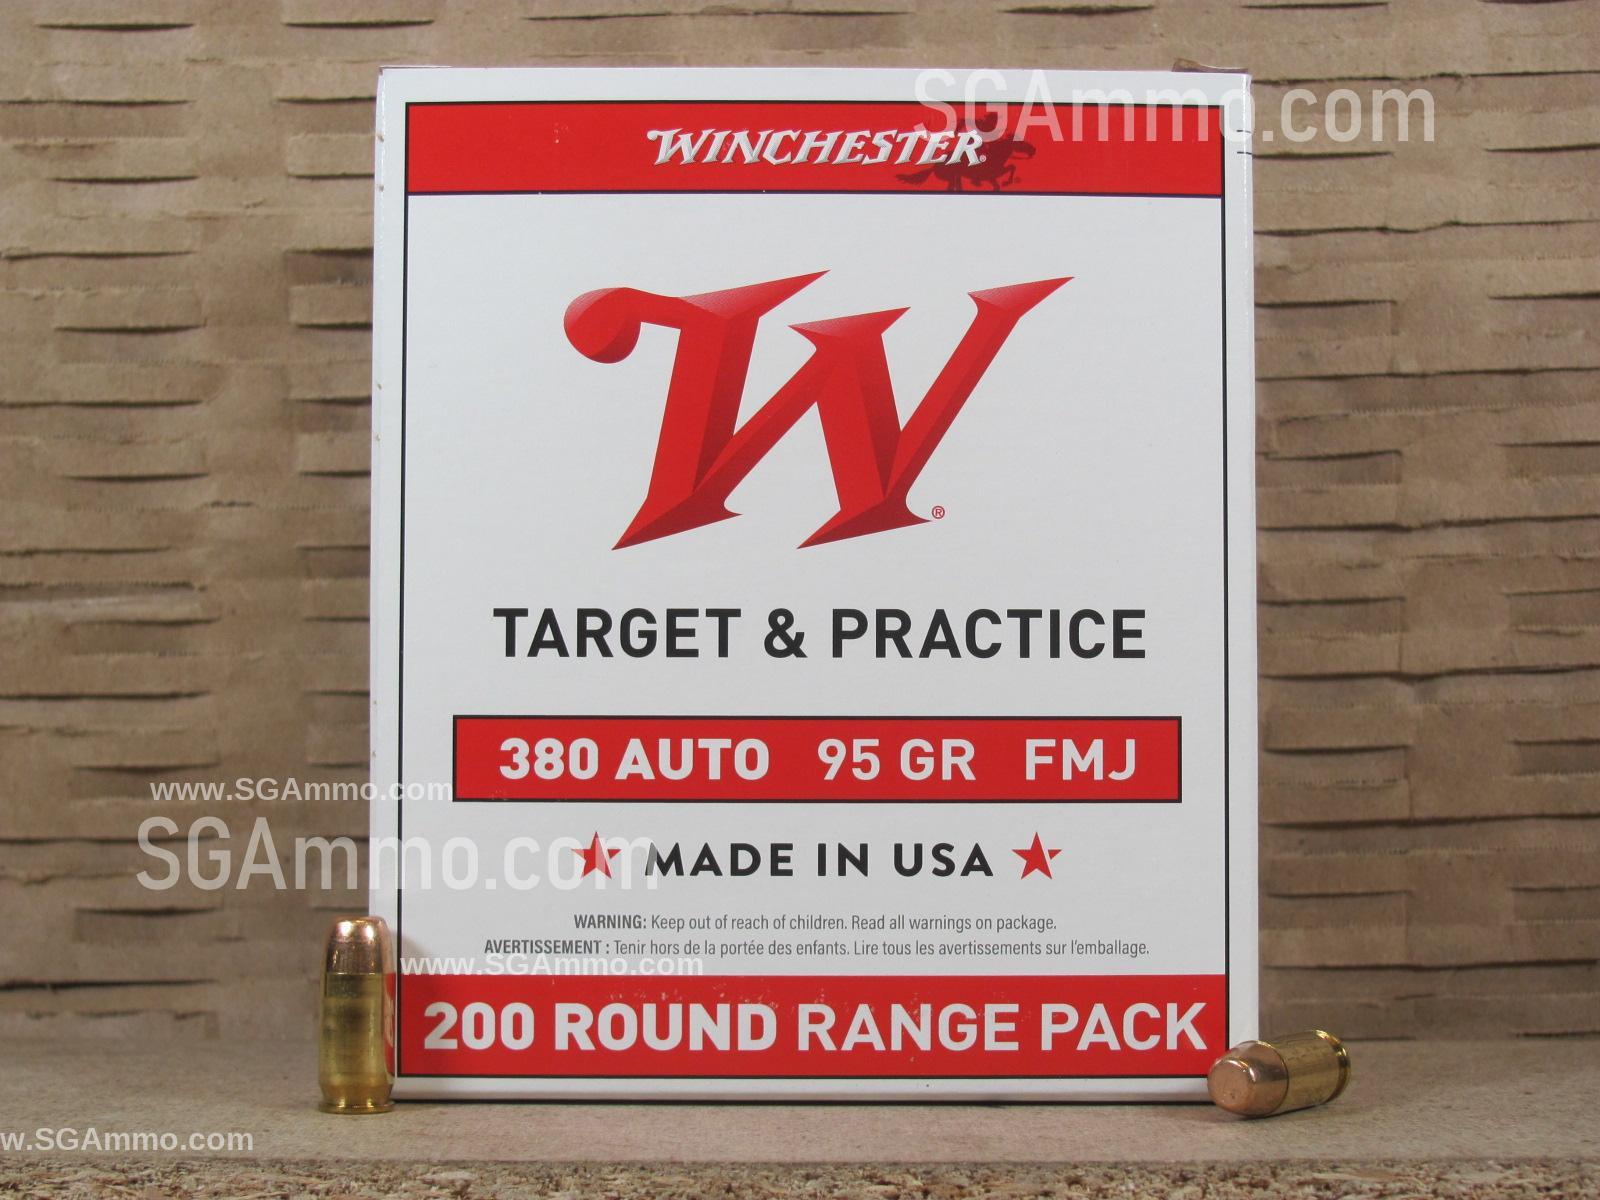 SGAmmo.com
WINCHESTER®
W®
TARGET & PRACTICE
380 AUTO 95 GR FMJ
www.SGAmmo.com
SGAmmo.com
MADE IN USA
WARNING: Keep out of reach of children. Read all warnings on package.
AVERTISSEMENT : Tenir hors de la portée des enfants. Lire tous les avertissements sur l'emballage.
www.SGAmmo.com
200 ROUND RANGE PACK
w.SGAmmo.com